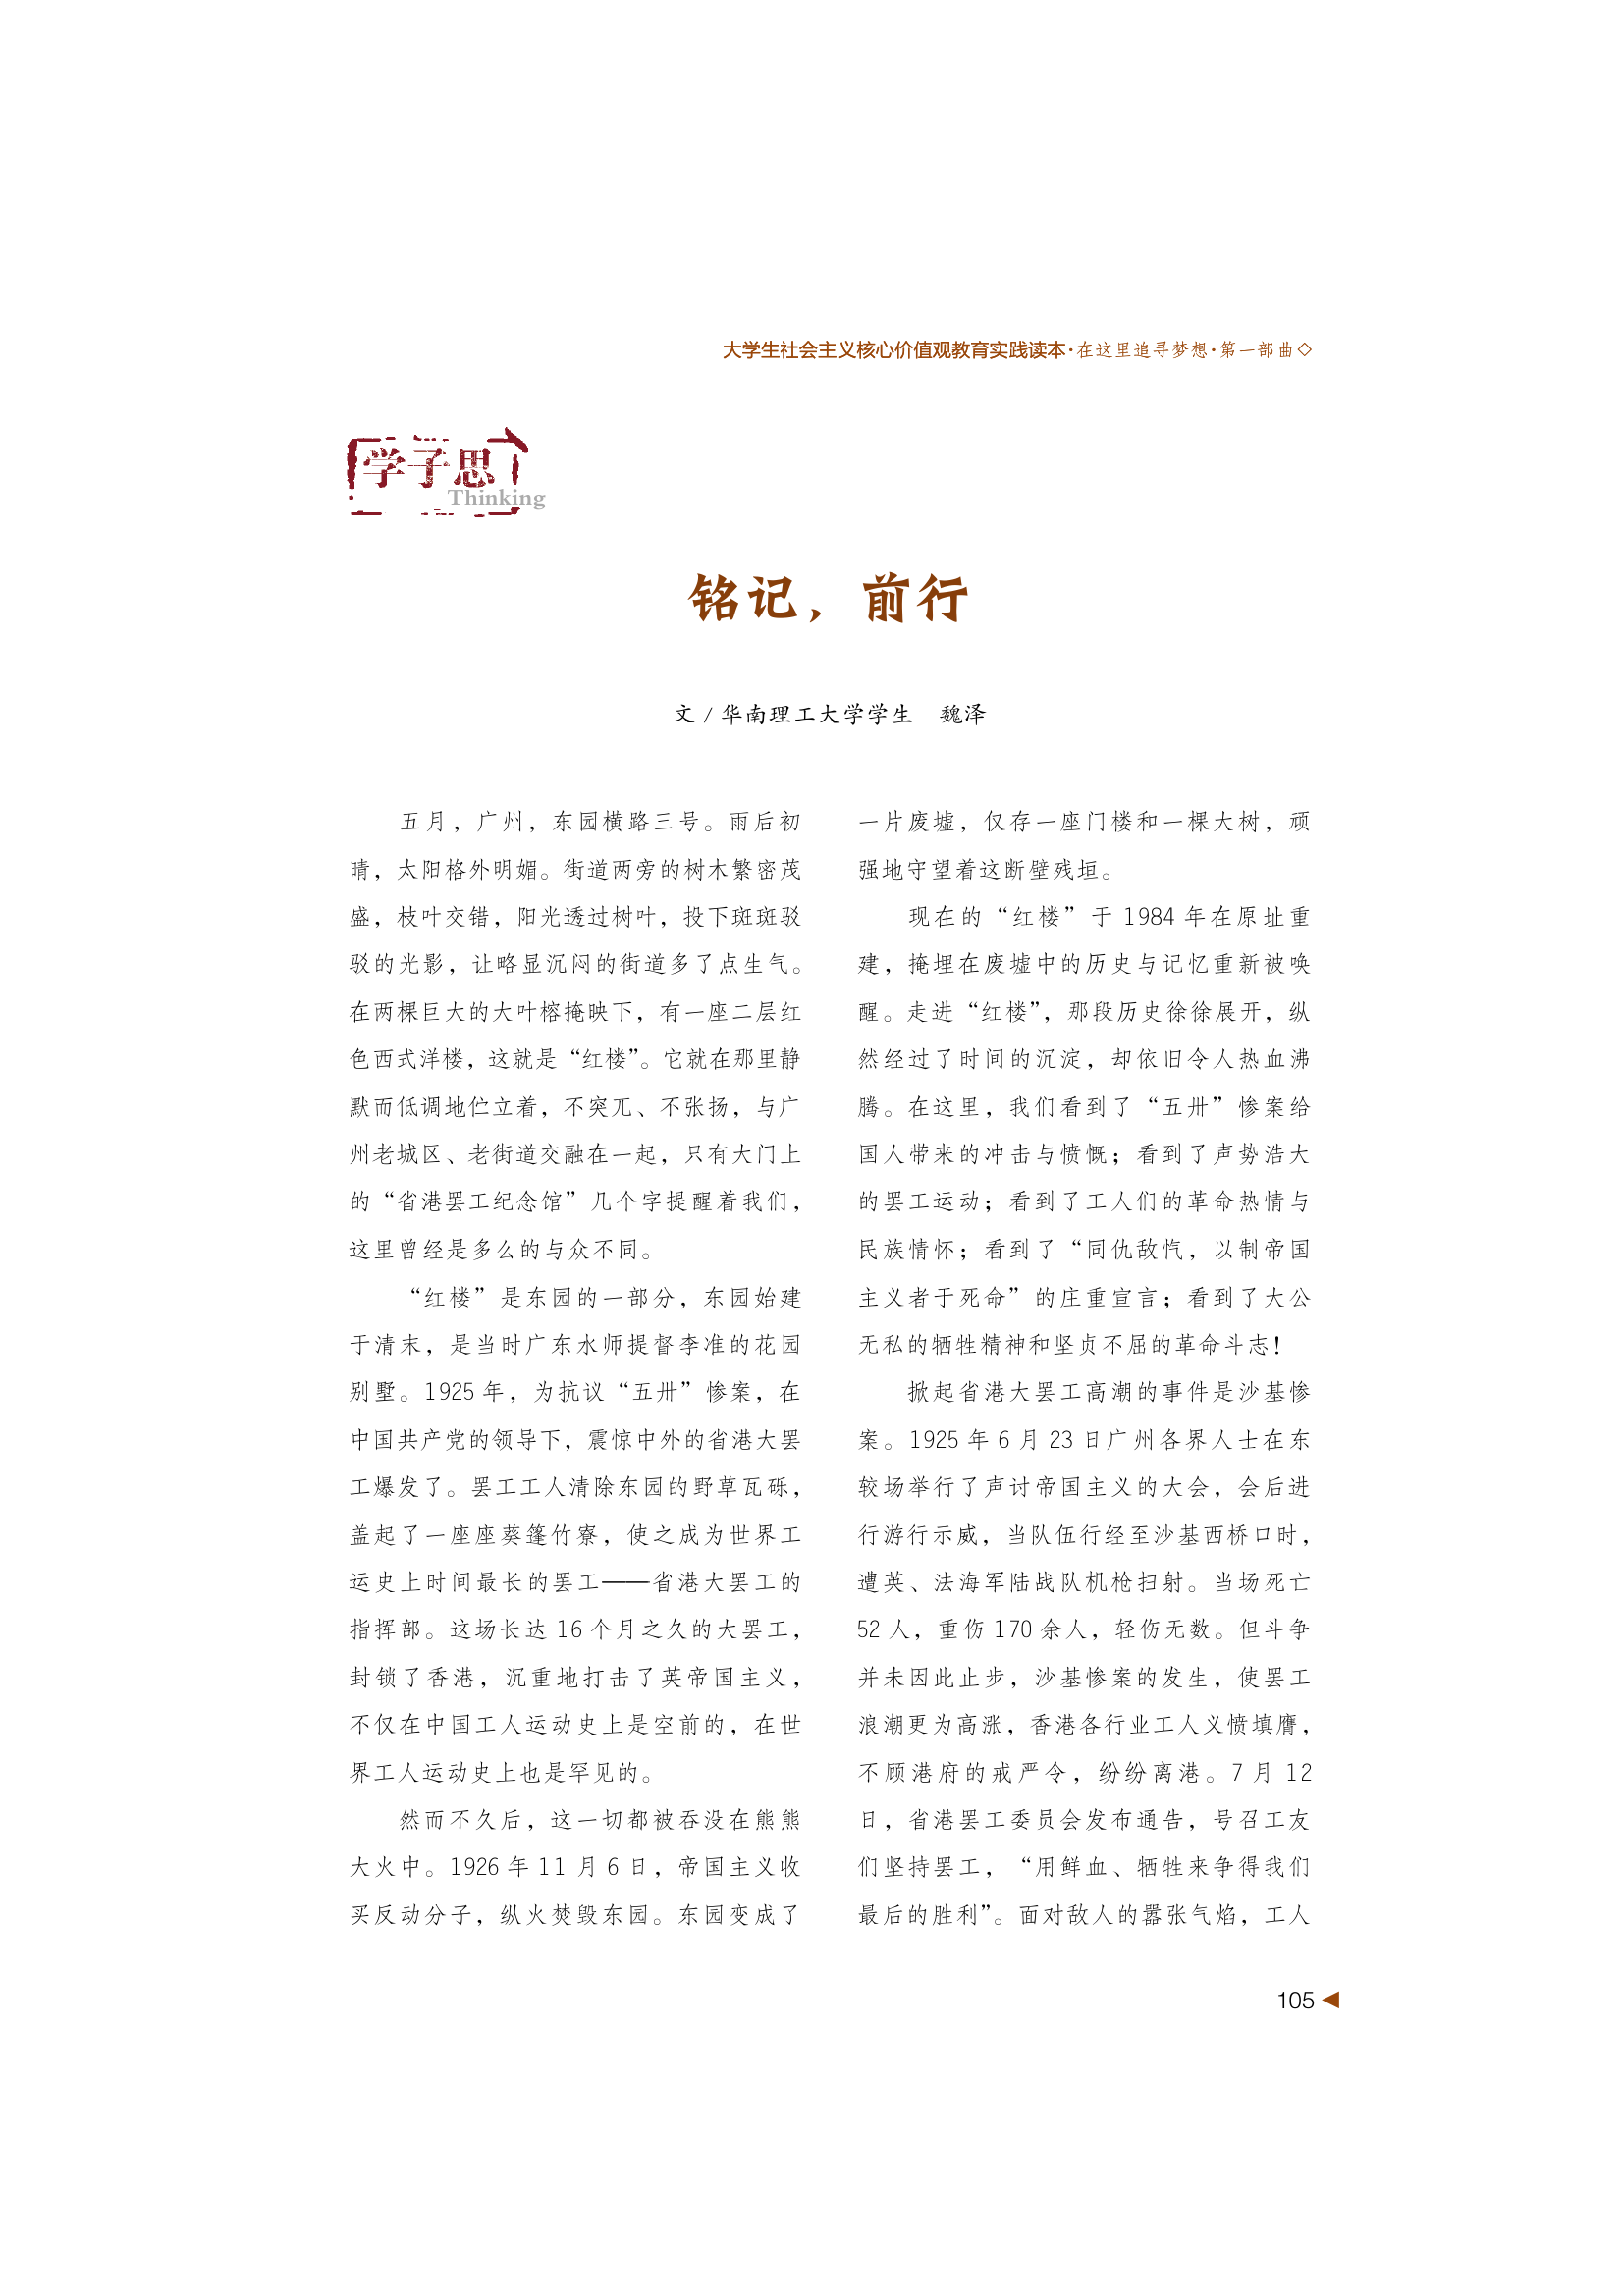 大学生社会主义核心价值观教育实践读本·在这里追寻梦想·第一部曲◇
学子思
Thinking
铭记，前行
文/华南理工大学学生　魏泽
五月，广州，东园横路三号。雨后初
晴，太阳格外明媚。街道两旁的树木繁密茂
盛，枝叶交错，阳光透过树叶，投下斑斑驳
驳的光影，让略显沉闷的街道多了点生气。
在两棵巨大的大叶榕掩映下，有一座二层红
色西式洋楼，这就是“红楼”。它就在那里静
默而低调地伫立着，不突兀、不张扬，与广
州老城区、老街道交融在一起，只有大门上
的“省港罢工纪念馆”几个字提醒着我们，
这里曾经是多么的与众不同。
“红楼”是东园的一部分，东园始建
于清末，是当时广东水师提督李准的花园
别墅。1925年，为抗议“五卅”惨案，在
中国共产党的领导下，震惊中外的省港大罢
工爆发了。罢工工人清除东园的野草瓦砾，
盖起了一座座葵篷竹寮，使之成为世界工
运史上时间最长的罢工——省港大罢工的
指挥部。这场长达16个月之久的大罢工，
封锁了香港，沉重地打击了英帝国主义，
不仅在中国工人运动史上是空前的，在世
界工人运动史上也是罕见的。
然而不久后，这一切都被吞没在熊熊
大火中。1926年11月6日，帝国主义收
买反动分子，纵火焚毁东园。东园变成了
一片废墟，仅存一座门楼和一棵大树，顽
强地守望着这断壁残垣。
现在的“红楼”于1984年在原址重
建，掩埋在废墟中的历史与记忆重新被唤
醒。走进“红楼”，那段历史徐徐展开，纵
然经过了时间的沉淀，却依旧令人热血沸
腾。在这里，我们看到了“五卅”惨案给
国人带来的冲击与愤慨；看到了声势浩大
的罢工运动；看到了工人们的革命热情与
民族情怀；看到了“同仇敌忾，以制帝国
主义者于死命”的庄重宣言；看到了大公
无私的牺牲精神和坚贞不屈的革命斗志！
掀起省港大罢工高潮的事件是沙基惨
案。1925年6月23日广州各界人士在东
较场举行了声讨帝国主义的大会，会后进
行游行示威，当队伍行经至沙基西桥口时，
遭英、法海军陆战队机枪扫射。当场死亡
52人，重伤170余人，轻伤无数。但斗争
并未因此止步，沙基惨案的发生，使罢工
浪潮更为高涨，香港各行业工人义愤填膺，
不顾港府的戒严令，纷纷离港。7月12
日，省港罢工委员会发布通告，号召工友
们坚持罢工，“用鲜血、牺牲来争得我们
最后的胜利”。面对敌人的嚣张气焰，工人
105